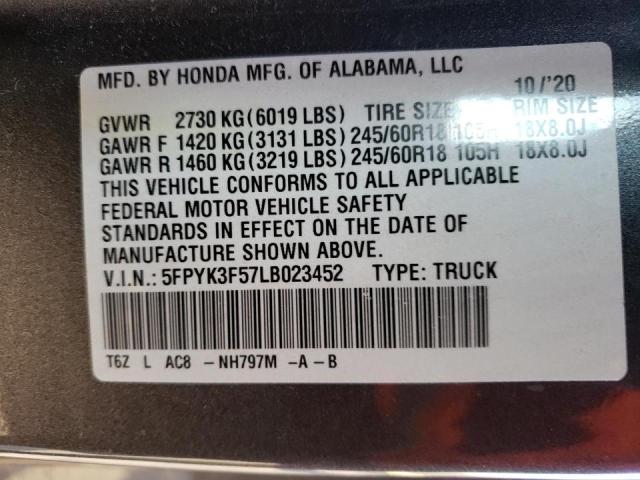 MFD. BY HONDA MFG. OF ALABAMA, LLC 10/'20
GVWR 2730 KG (6019 LBS) TIRE SIZE RIM SIZE
GAWR F 1420 KG (3131 LBS) 245/60R18 105H 18X8.0J
GAWR R 1460 KG (3219 LBS) 245/60R18 105H 18X8.0J
THIS VEHICLE CONFORMS TO ALL APPLICABLE
FEDERAL MOTOR VEHICLE SAFETY
STANDARDS IN EFFECT ON THE DATE OF
MANUFACTURE SHOWN ABOVE.
V.I.N.: 5FPYK3F57LB023452 TYPE: TRUCK
T6Z L AC8 -NH797M -A-B